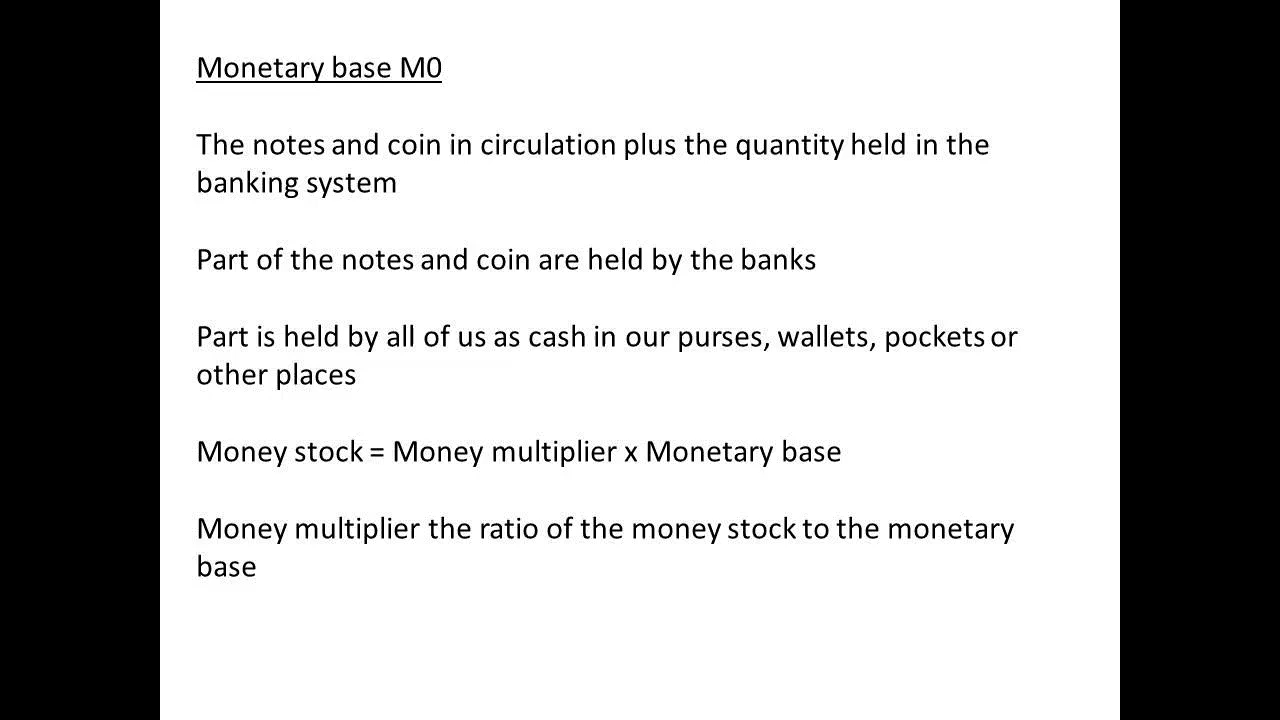 Monetary base M0
The notes and coin in circulation plus the quantity held in the
banking system
Part of the notes and coin are held by the banks
Part is held by all of us as cash in our purses, wallets, pockets or
other places
Money stock = Money multiplier x Monetary base
Money multiplier the ratio of the money stock to the monetary
base